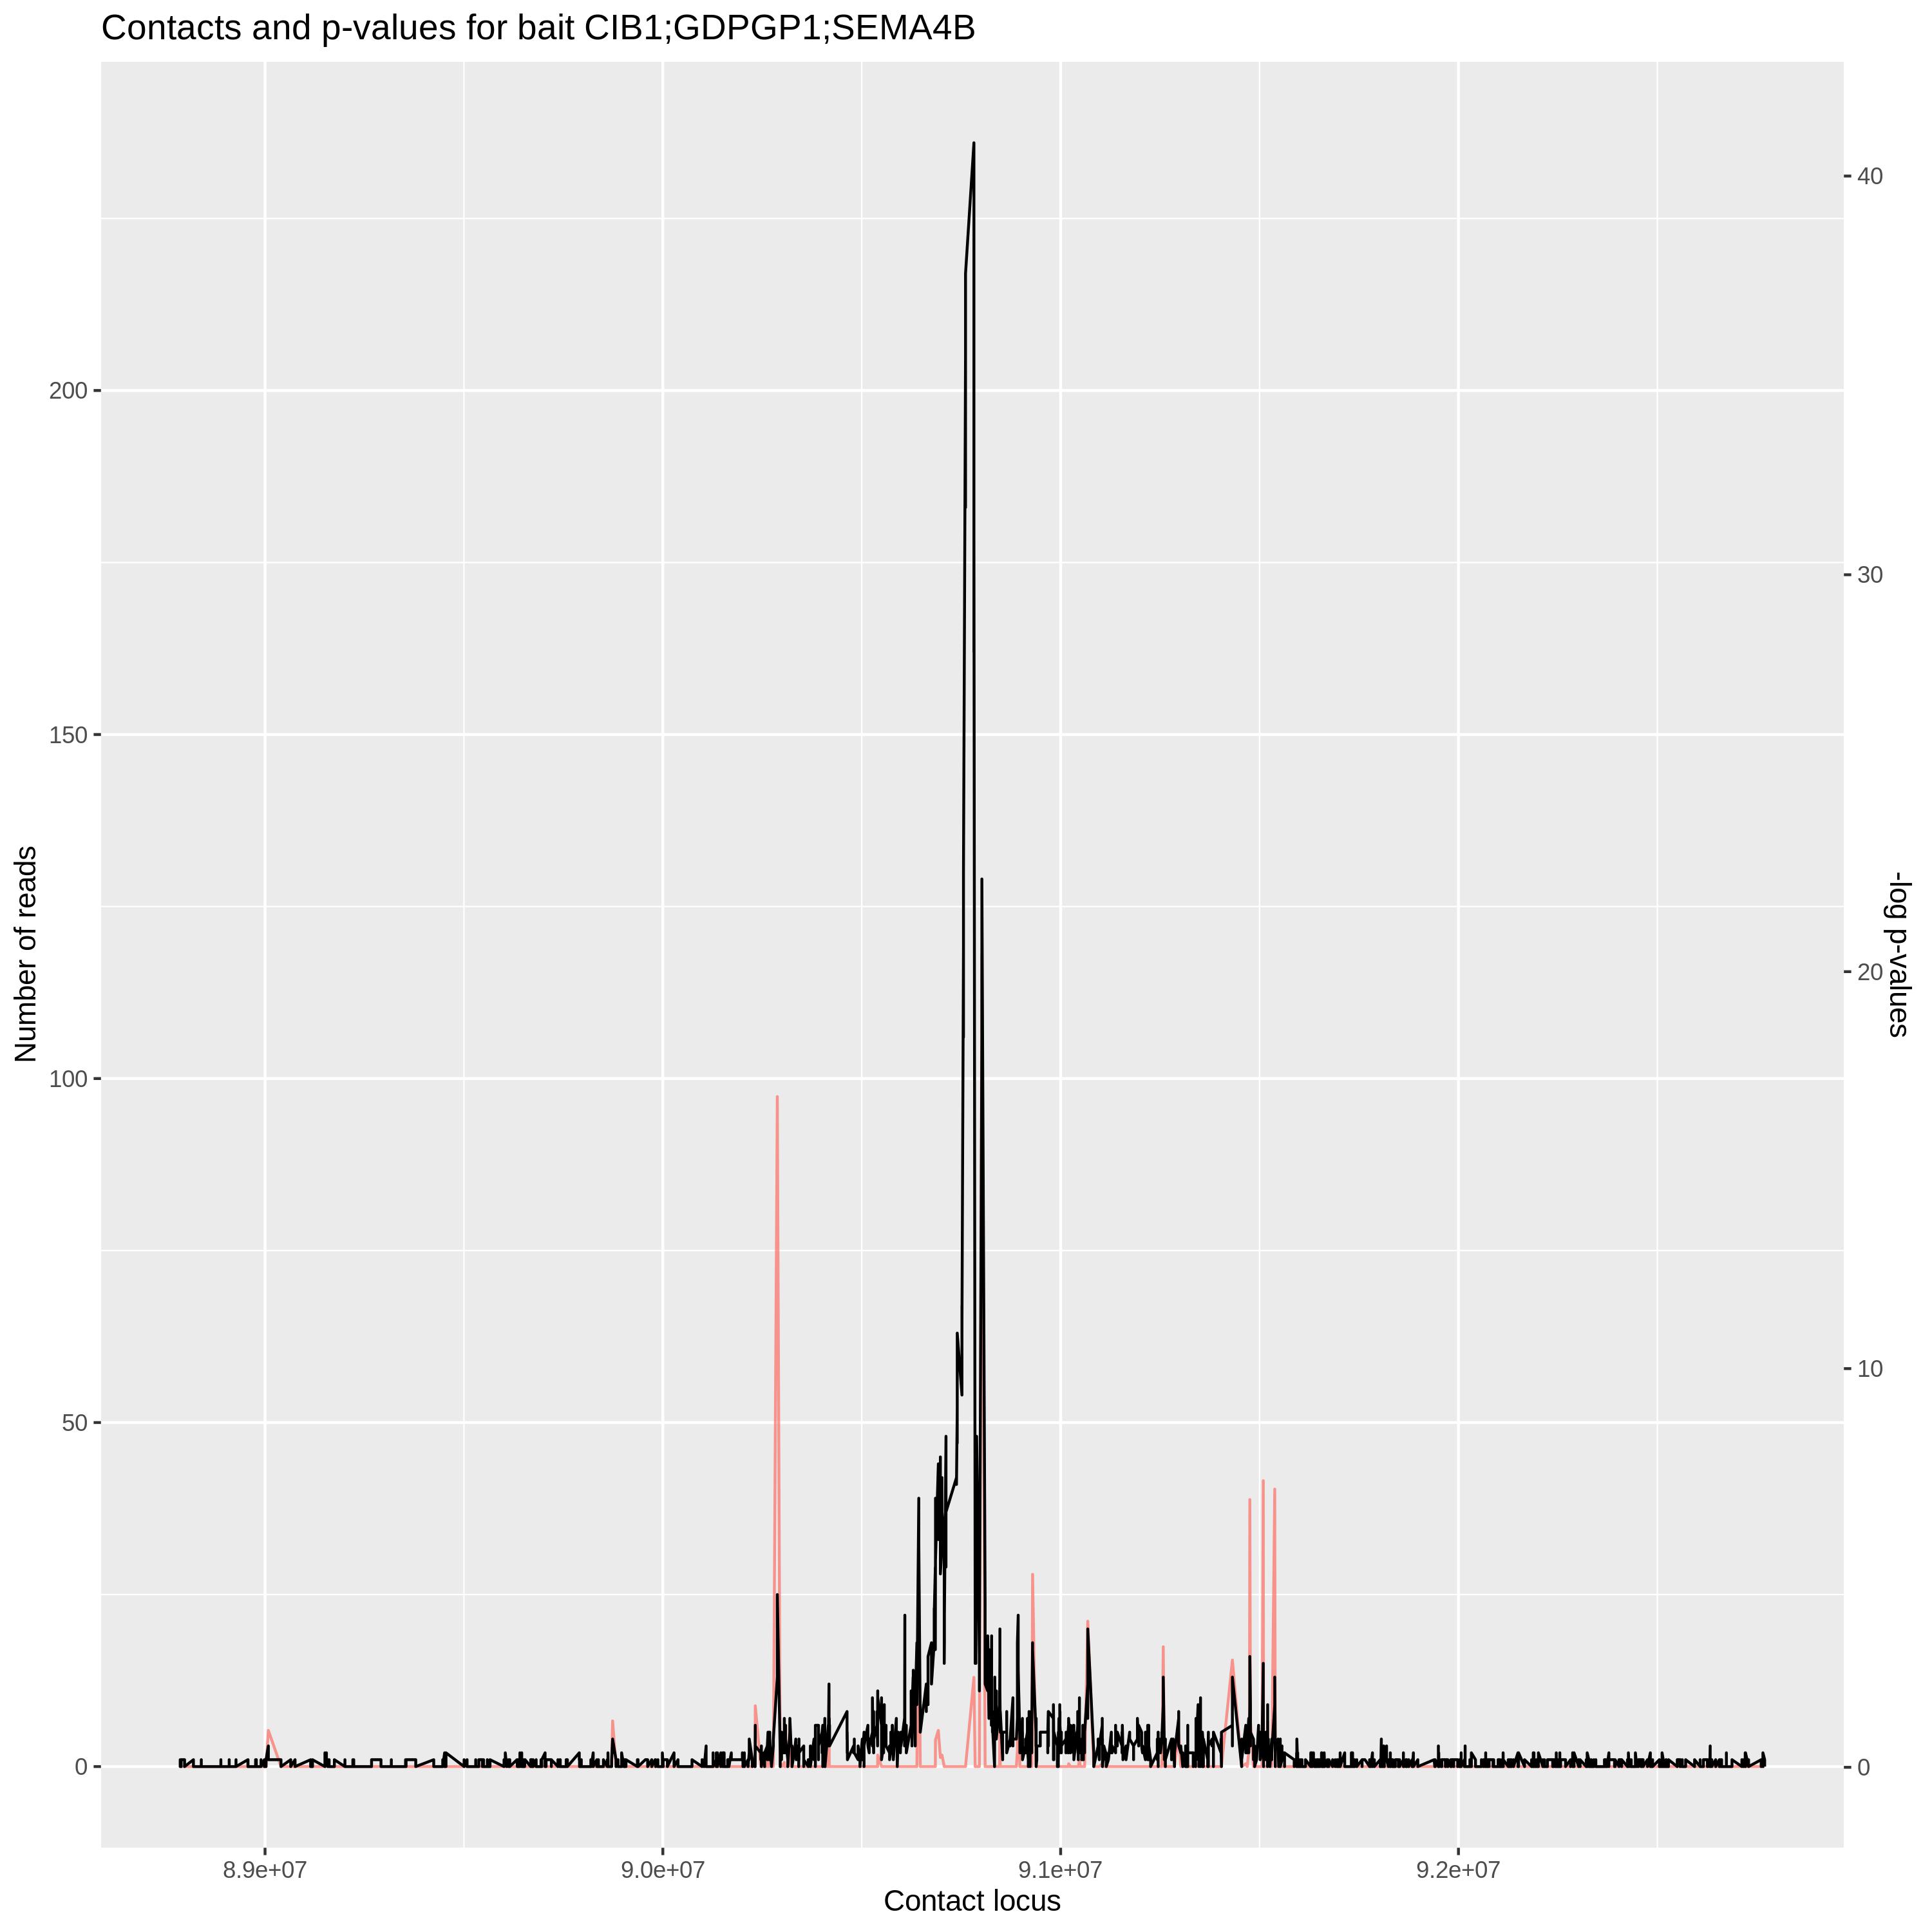 Contacts and p-values for bait CIB1;GDPGP1;SEMA4B
200
150
100
50
0
Number of reads
40
30
20
10
0
-log p-values
8.9e+07 9.0e+07 9.1e+07 9.2e+07
Contact locus